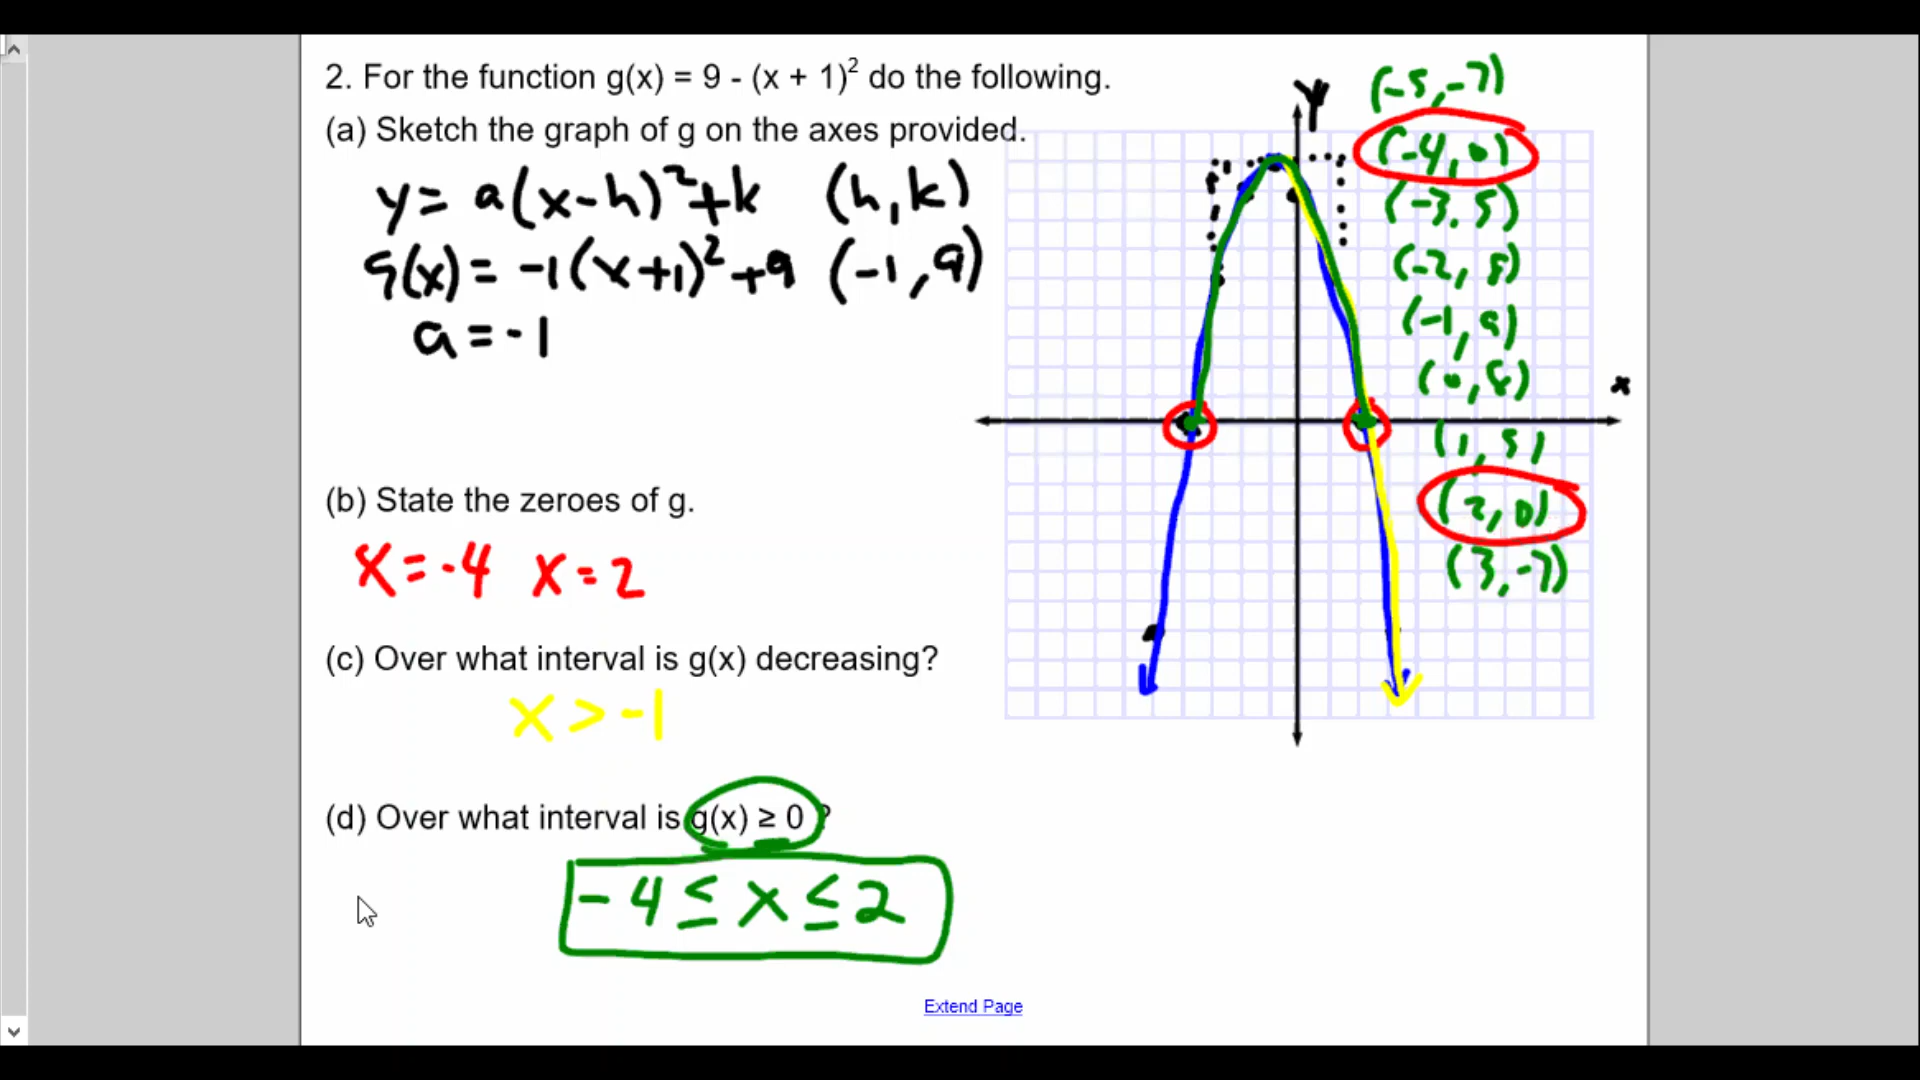 2. For the function g(x) = 9 - (x + 1)² do the following.
(a) Sketch the graph of g on the axes provided.
y = a(x-h)²+k (h,k)
g(x) = -1(x+1)²+9 (-1,9)
a = -1
(b) State the zeroes of g.
x = -4 x = 2
(c) Over what interval is g(x) decreasing?
x > -1
(d) Over what interval is g(x) ≥ 0 ?
-4 ≤ x ≤ 2
y
x
(-5,-7)
(-4,0)
(-3,5)
(-2,8)
(-1,9)
(0,8)
(1,5)
(2,0)
(3,-7)
Extend Page